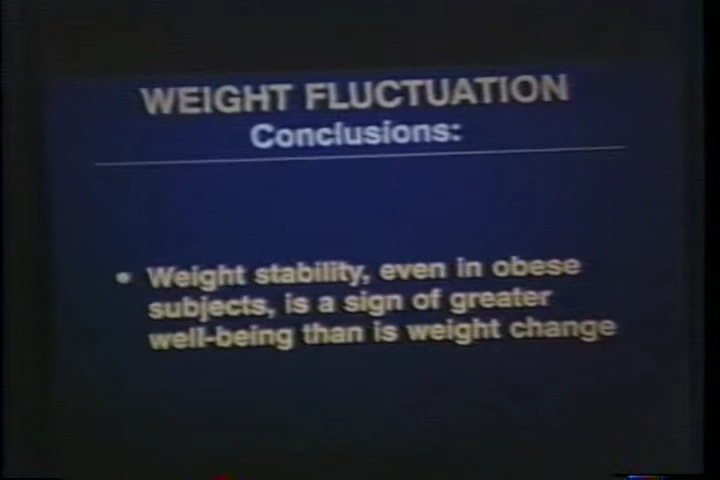 WEIGHT FLUCTUATION
Conclusions:
• Weight stability, even in obese
subjects, is a sign of greater
well-being than is weight change